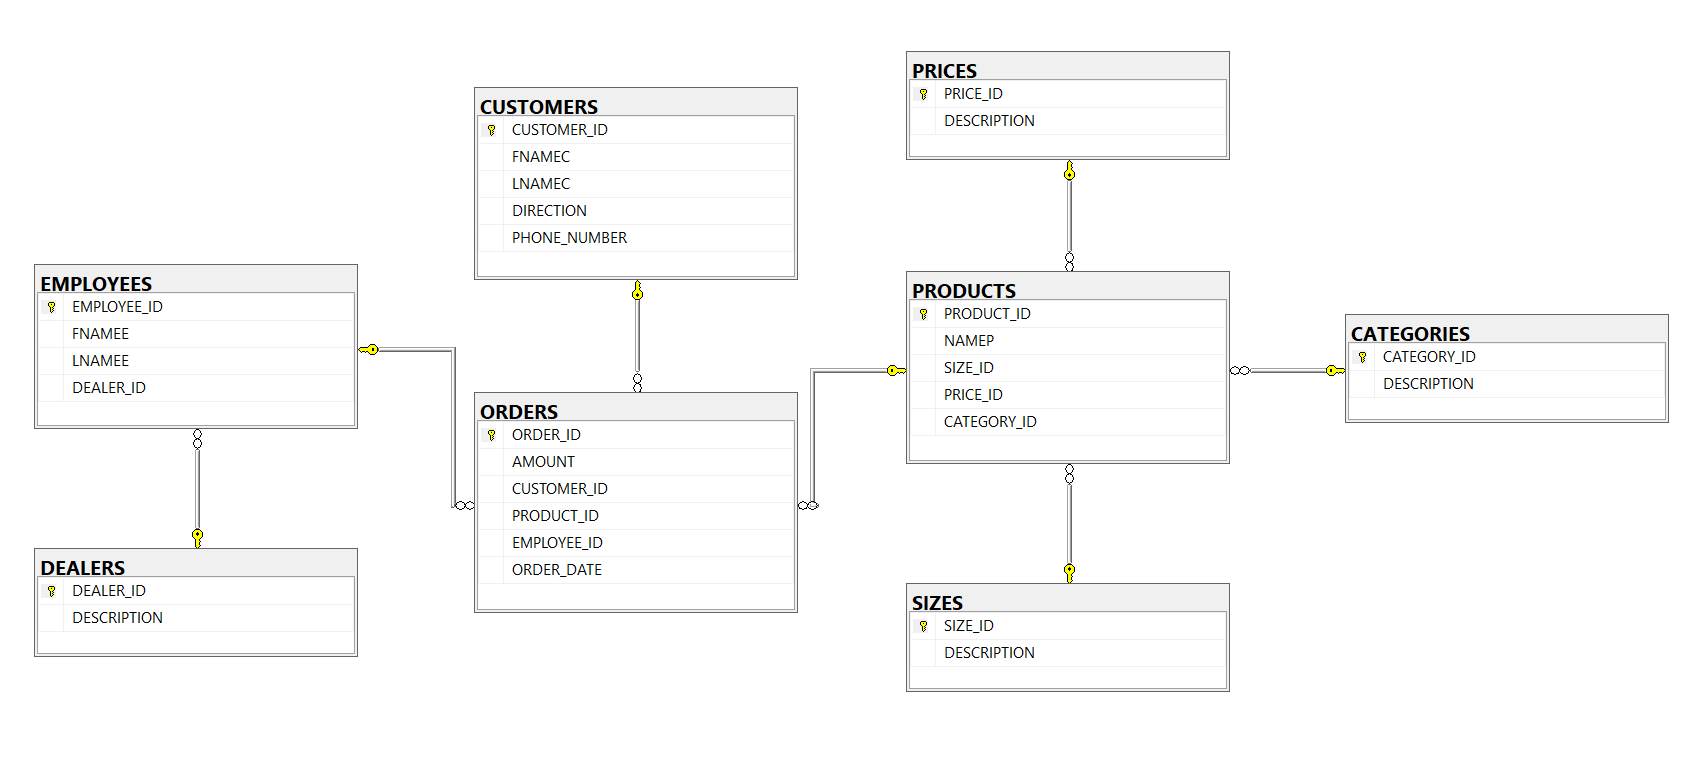 PRICES
PRICE_ID
DESCRIPTION
CUSTOMERS
CUSTOMER_ID
FNAMEC
LNAMEC
DIRECTION
PHONE_NUMBER
EMPLOYEES
EMPLOYEE_ID
FNAMEE
LNAMEE
DEALER_ID
PRODUCTS
PRODUCT_ID
NAMEP
SIZE_ID
PRICE_ID
CATEGORY_ID
CATEGORIES
CATEGORY_ID
DESCRIPTION
ORDERS
ORDER_ID
AMOUNT
CUSTOMER_ID
PRODUCT_ID
EMPLOYEE_ID
ORDER_DATE
DEALERS
DEALER_ID
DESCRIPTION
SIZES
SIZE_ID
DESCRIPTION